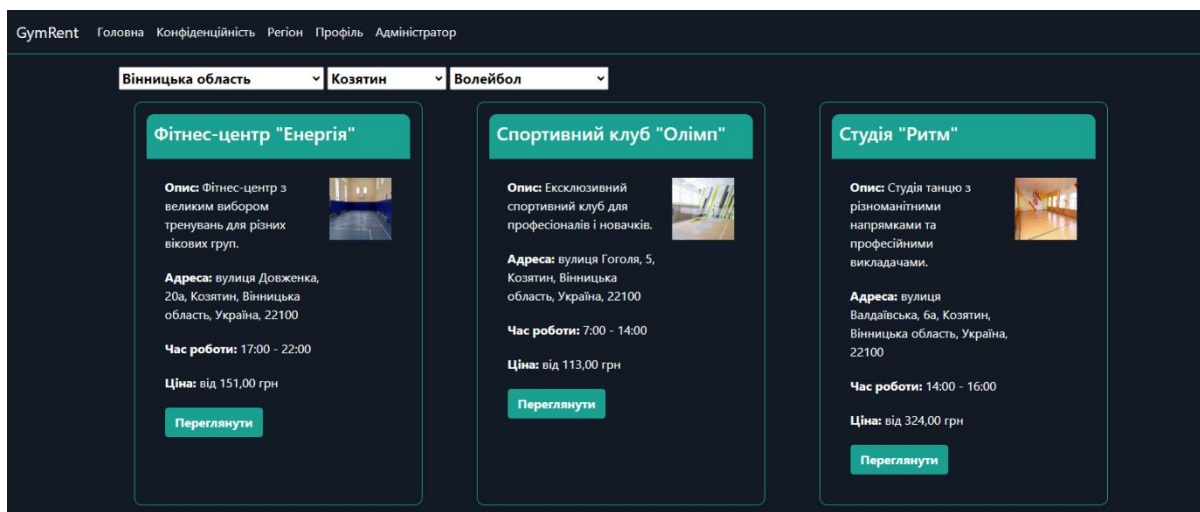 GymRent Головна Конфіденційність Регіон Профіль Адміністратор
Вінницька область Козятин Волейбол
Фітнес-центр "Енергія"
Опис: Фітнес-центр з
великим вибором
тренувань для різних
вікових груп.
Адреса: вулиця Довженка,
20а, Козятин, Вінницька
область, Україна, 22100
Час роботи: 17:00 - 22:00
Ціна: від 151,00 грн
Переглянути
Спортивний клуб "Олімп"
Опис: Ексклюзивний
спортивний клуб для
професіоналів і новачків.
Адреса: вулиця Гоголя, 5,
Козятин, Вінницька
область, Україна, 22100
Час роботи: 7:00 - 14:00
Ціна: від 113,00 грн
Переглянути
Студія "Ритм"
Опис: Студія танцю з
різноманітними
напрямками та
професійними
викладачами.
Адреса: вулиця
Валдаївська, 6а, Козятин,
Вінницька область, Україна,
22100
Час роботи: 14:00 - 16:00
Ціна: від 324,00 грн
Переглянути